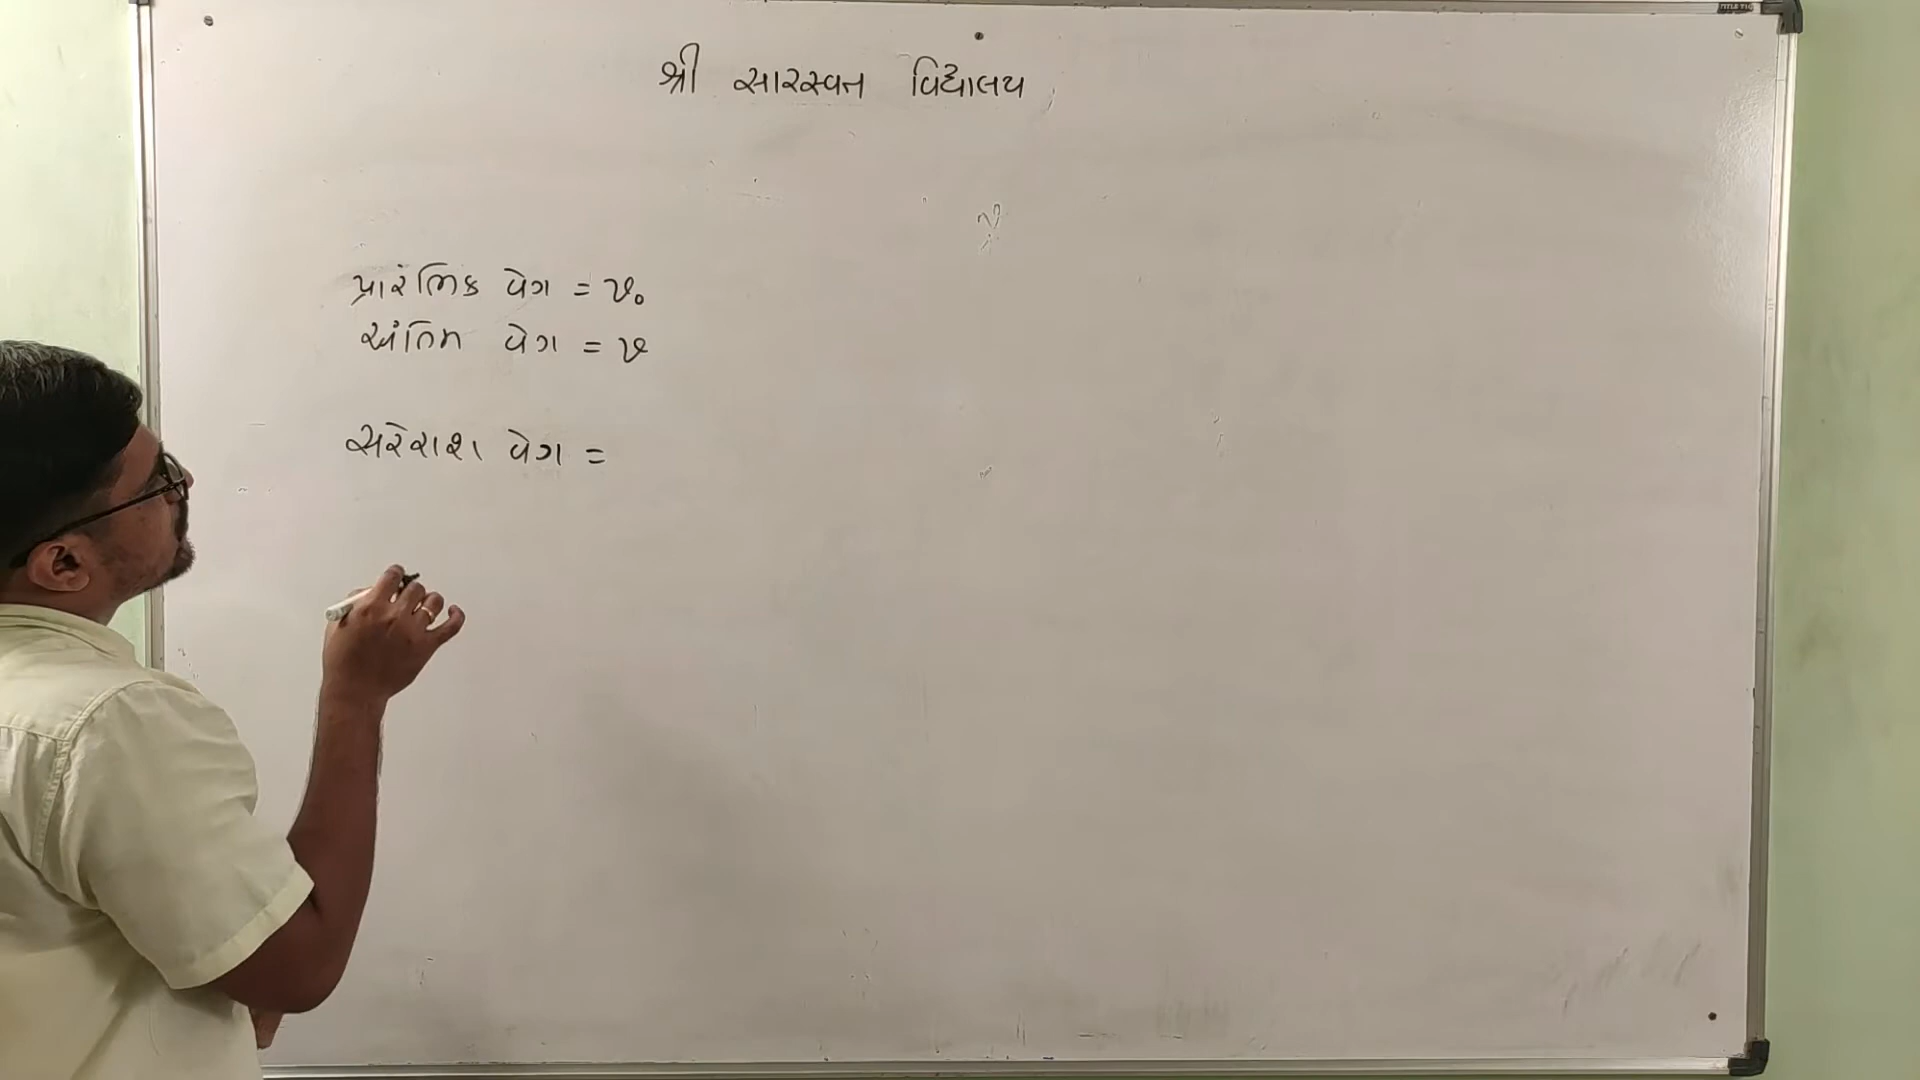 શ્રી સારસ્વત વિદ્યાલય
પ્રારંભિક વેગ = v₀
અંતિમ વેગ = v
સરેરાશ વેગ =